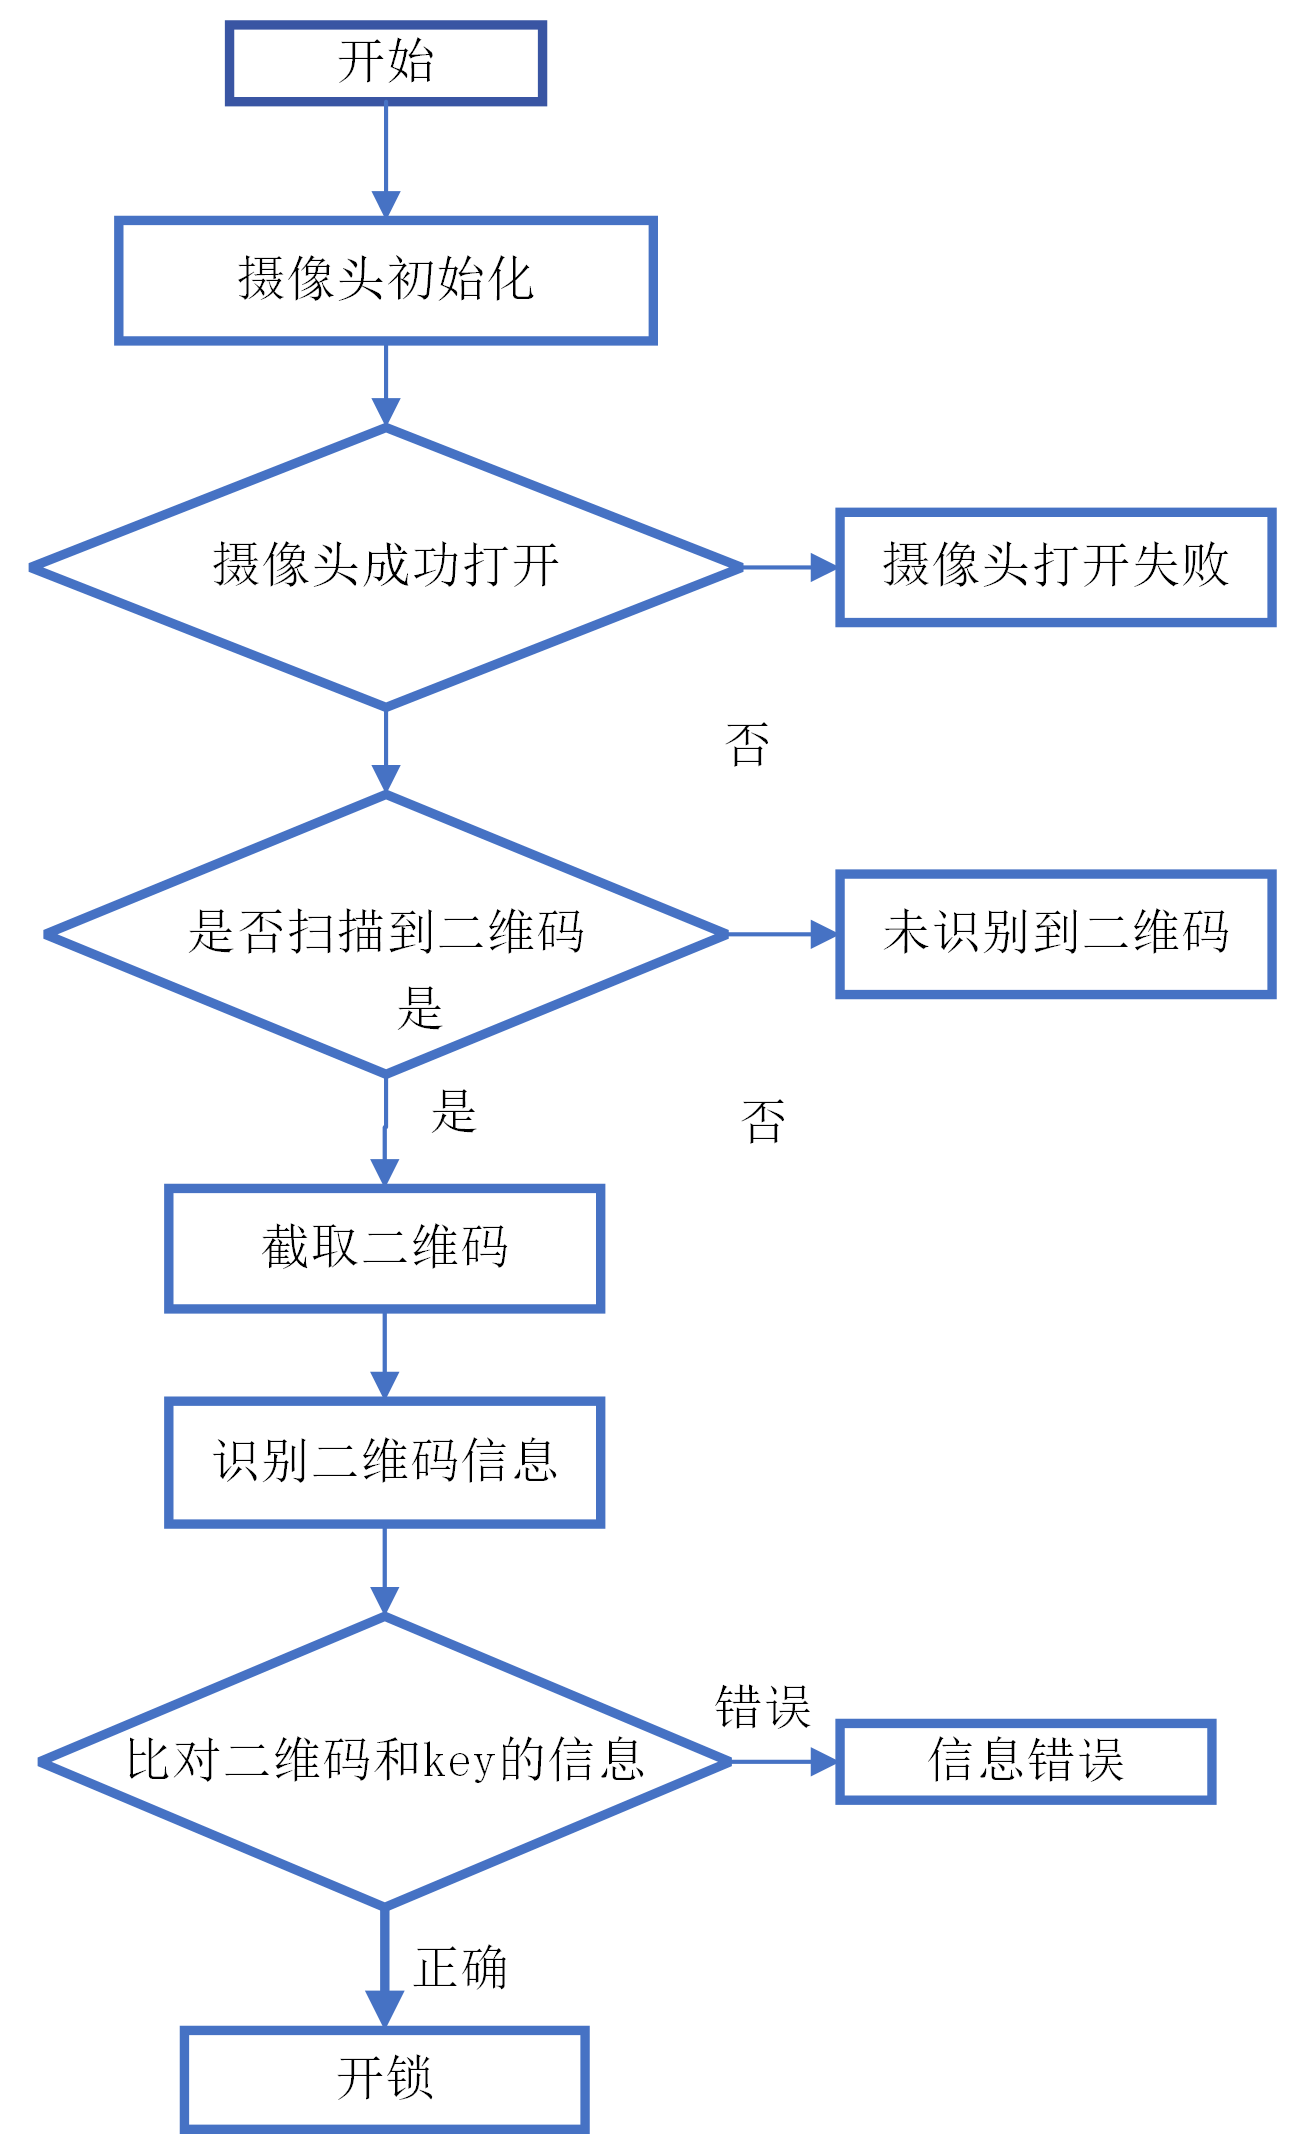 开始
摄像头初始化
摄像头成功打开
摄像头打开失败
否
是否扫描到二维码
未识别到二维码
是
是
否
截取二维码
识别二维码信息
错误
比对二维码和key的信息
信息错误
正确
开锁